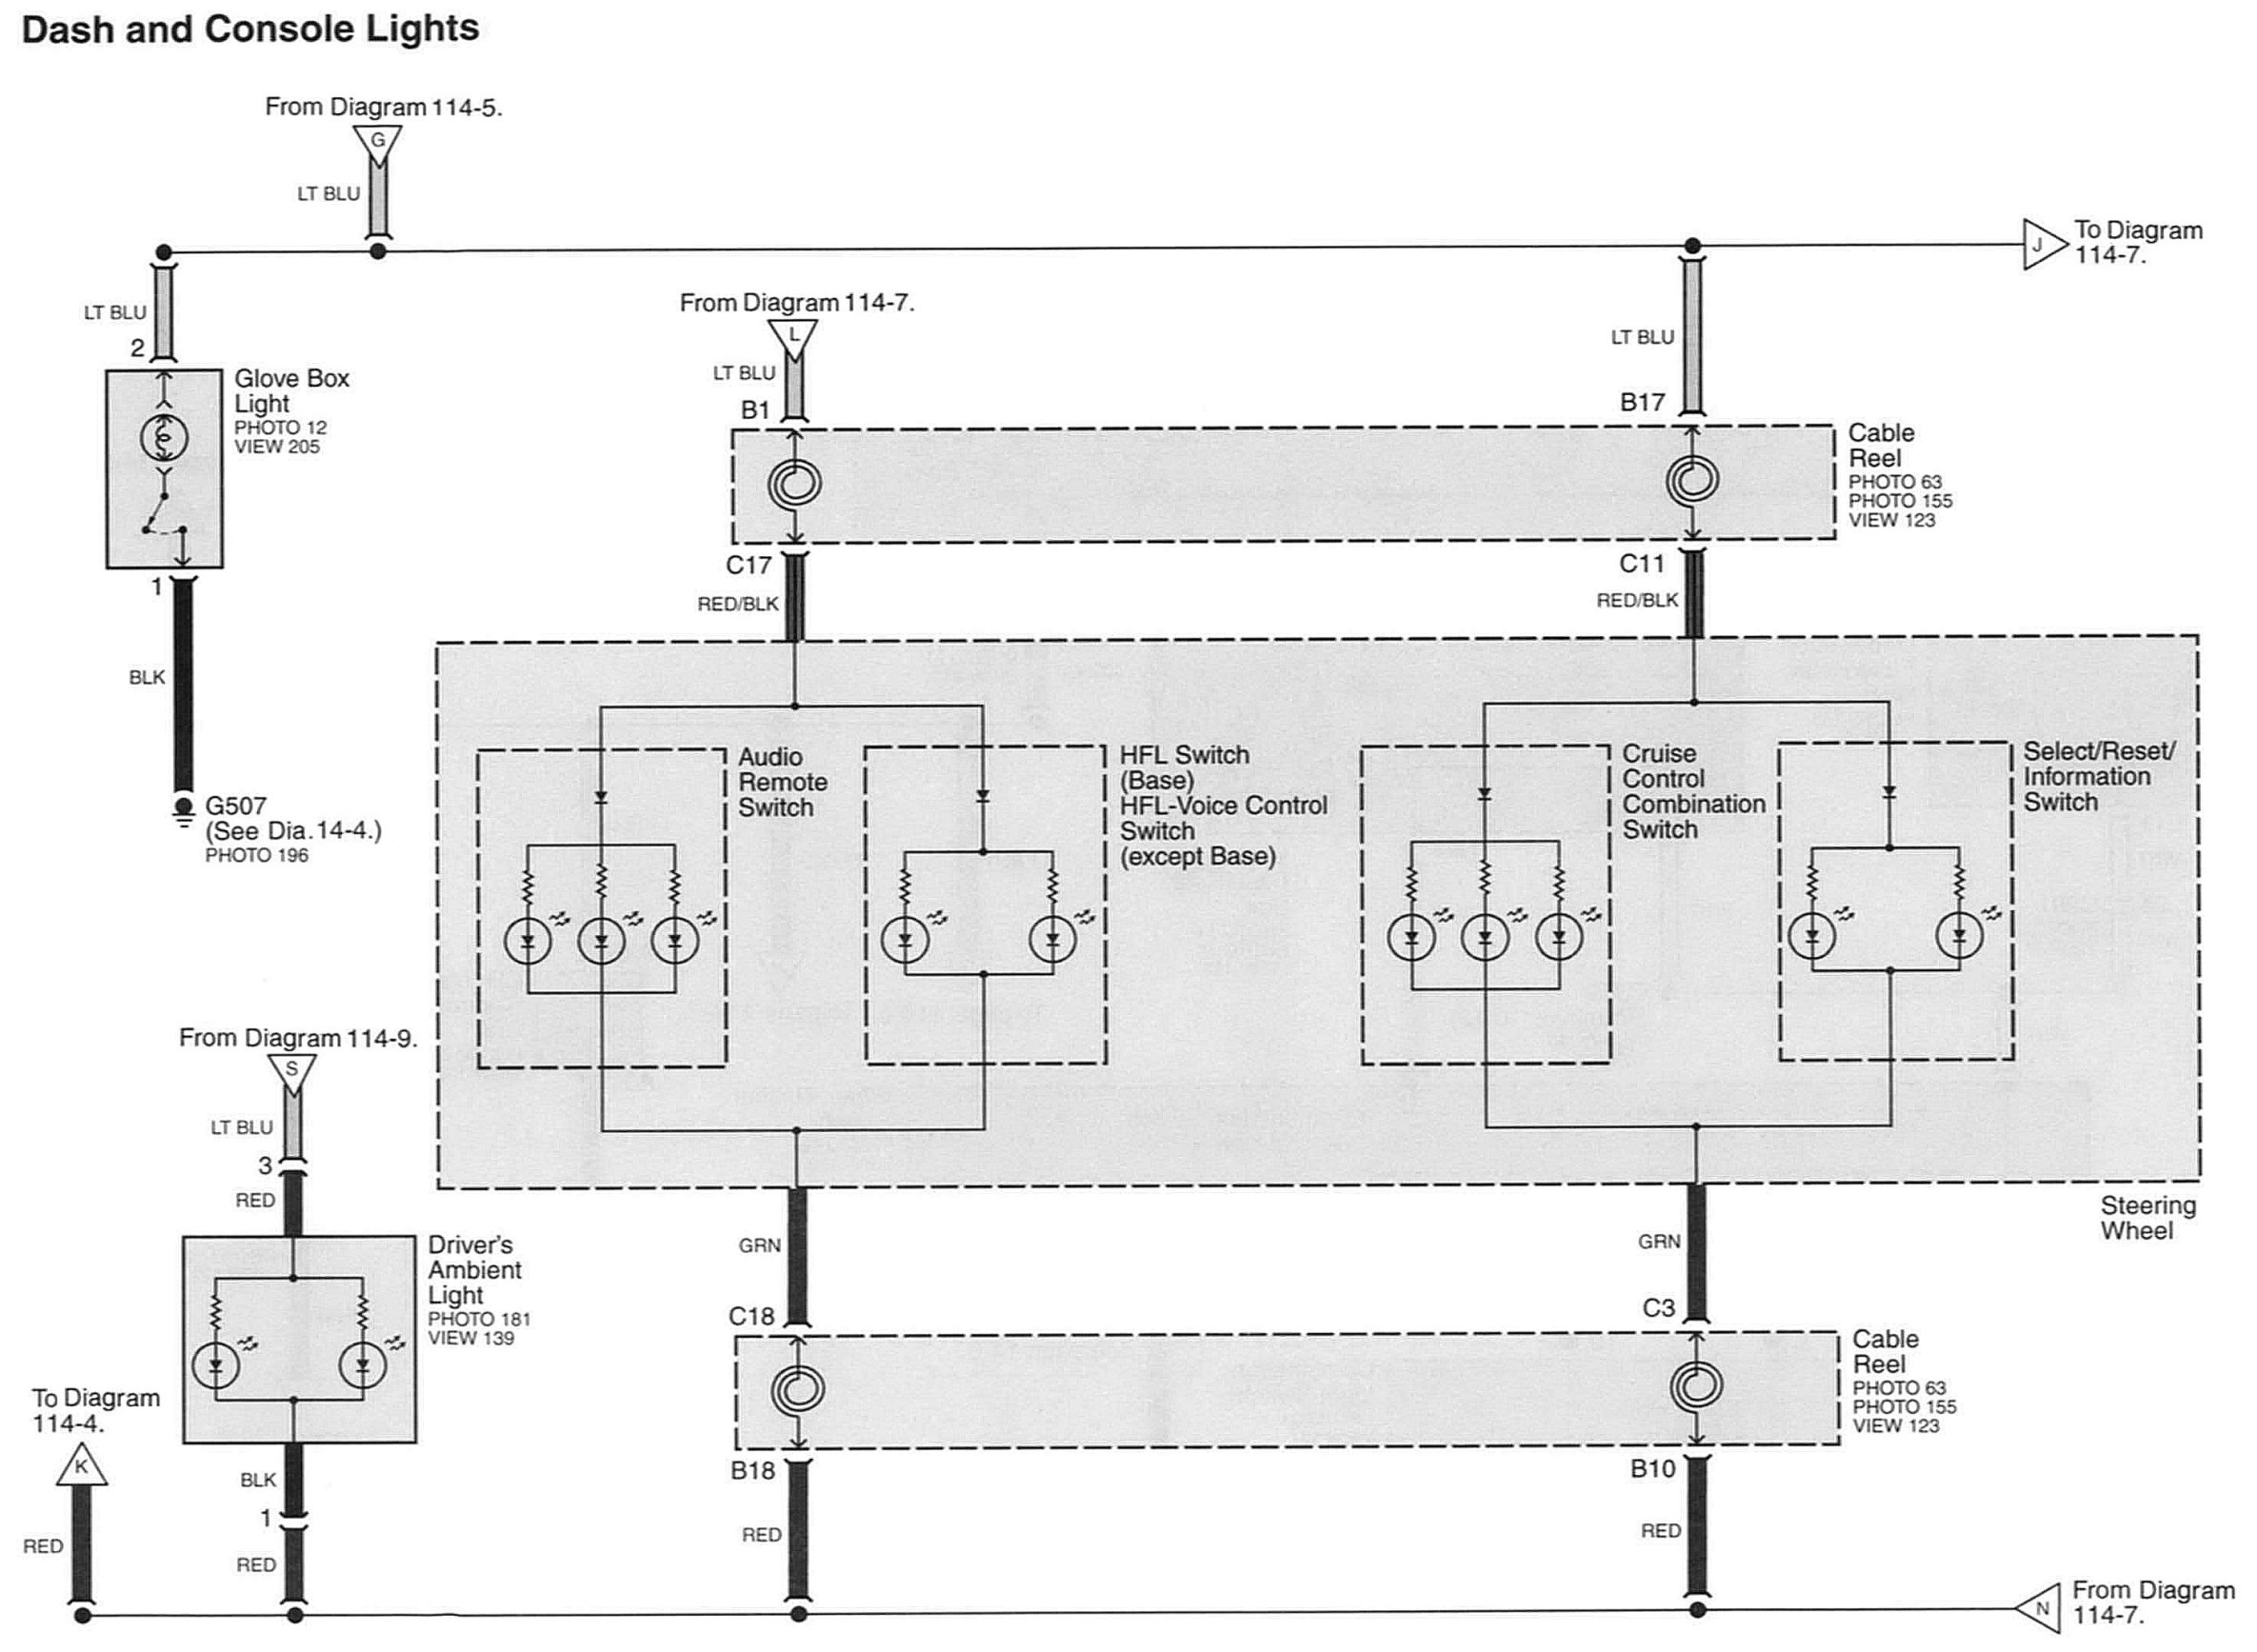 Dash and Console Lights
From Diagram 114-5.
G
LT BLU
J
To Diagram
114-7.
LT BLU
2
Glove Box
Light
PHOTO 12
VIEW 205
1
BLK
G507
(See Dia. 14-4.)
PHOTO 196
From Diagram 114-7.
L
LT BLU
B1
LT BLU
B17
Cable
Reel
PHOTO 63
PHOTO 155
VIEW 123
C17
RED/BLK
C11
RED/BLK
Audio
Remote
Switch
HFL Switch
(Base)
HFL-Voice Control
Switch
(except Base)
Cruise
Control
Combination
Switch
Select/Reset/
Information
Switch
Steering
Wheel
From Diagram 114-9.
S
LT BLU
3
RED
Driver's
Ambient
Light
PHOTO 181
VIEW 139
BLK
1
RED
To Diagram
114-4.
K
RED
GRN
C18
GRN
C3
Cable
Reel
PHOTO 63
PHOTO 155
VIEW 123
B18
RED
B10
RED
N
From Diagram
114-7.